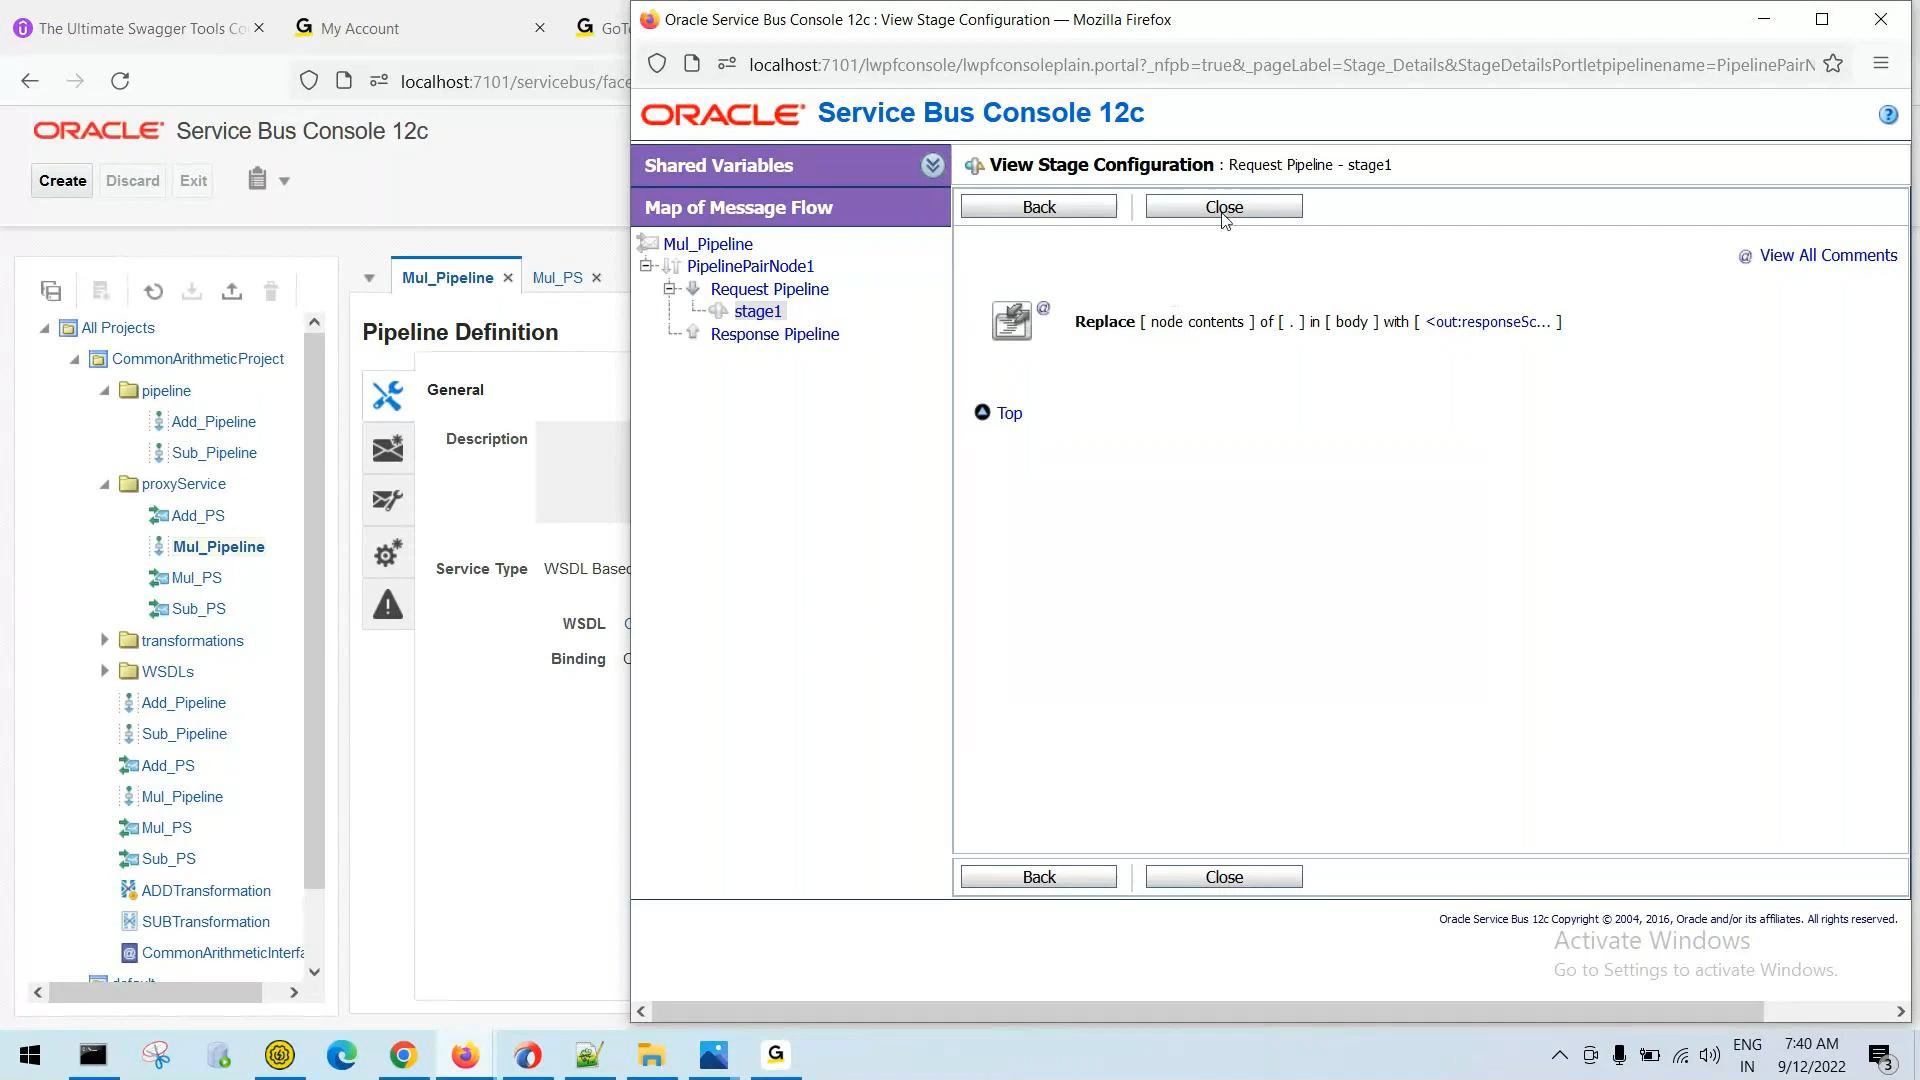 The Ultimate Swagger Tools Co
My Account
GoTo
localhost:7101/servicebus/face
ORACLE Service Bus Console 12c
Create
Discard
Exit
All Projects
CommonArithmeticProject
pipeline
Add_Pipeline
Sub_Pipeline
proxyService
Add_PS
Mul_Pipeline
Mul_PS
Sub_PS
transformations
WSDLs
Add_Pipeline
Sub_Pipeline
Add_PS
Mul_Pipeline
Mul_PS
Sub_PS
ADDTransformation
SUBTransformation
CommonArithmeticInterfa
default
Mul_Pipeline
Mul_PS
Pipeline Definition
General
Description
Service Type WSDL Based
WSDL
Binding
Oracle Service Bus Console 12c : View Stage Configuration — Mozilla Firefox
localhost:7101/lwpfconsole/lwpfconsoleplain.portal?_nfpb=true&_pageLabel=Stage_Details&StageDetailsPortletpipelinename=PipelinePairN
ORACLE Service Bus Console 12c
Shared Variables
Map of Message Flow
Mul_Pipeline
PipelinePairNode1
Request Pipeline
stage1
Response Pipeline
View Stage Configuration : Request Pipeline - stage1
Back
Close
View All Comments
Replace [ node contents ] of [ . ] in [ body ] with [ <out:responseSc... ]
Top
Back
Close
Oracle Service Bus 12c Copyright © 2004, 2016, Oracle and/or its affiliates. All rights reserved.
Activate Windows
Go to Settings to activate Windows.
ENG
IN
7:40 AM
9/12/2022
3